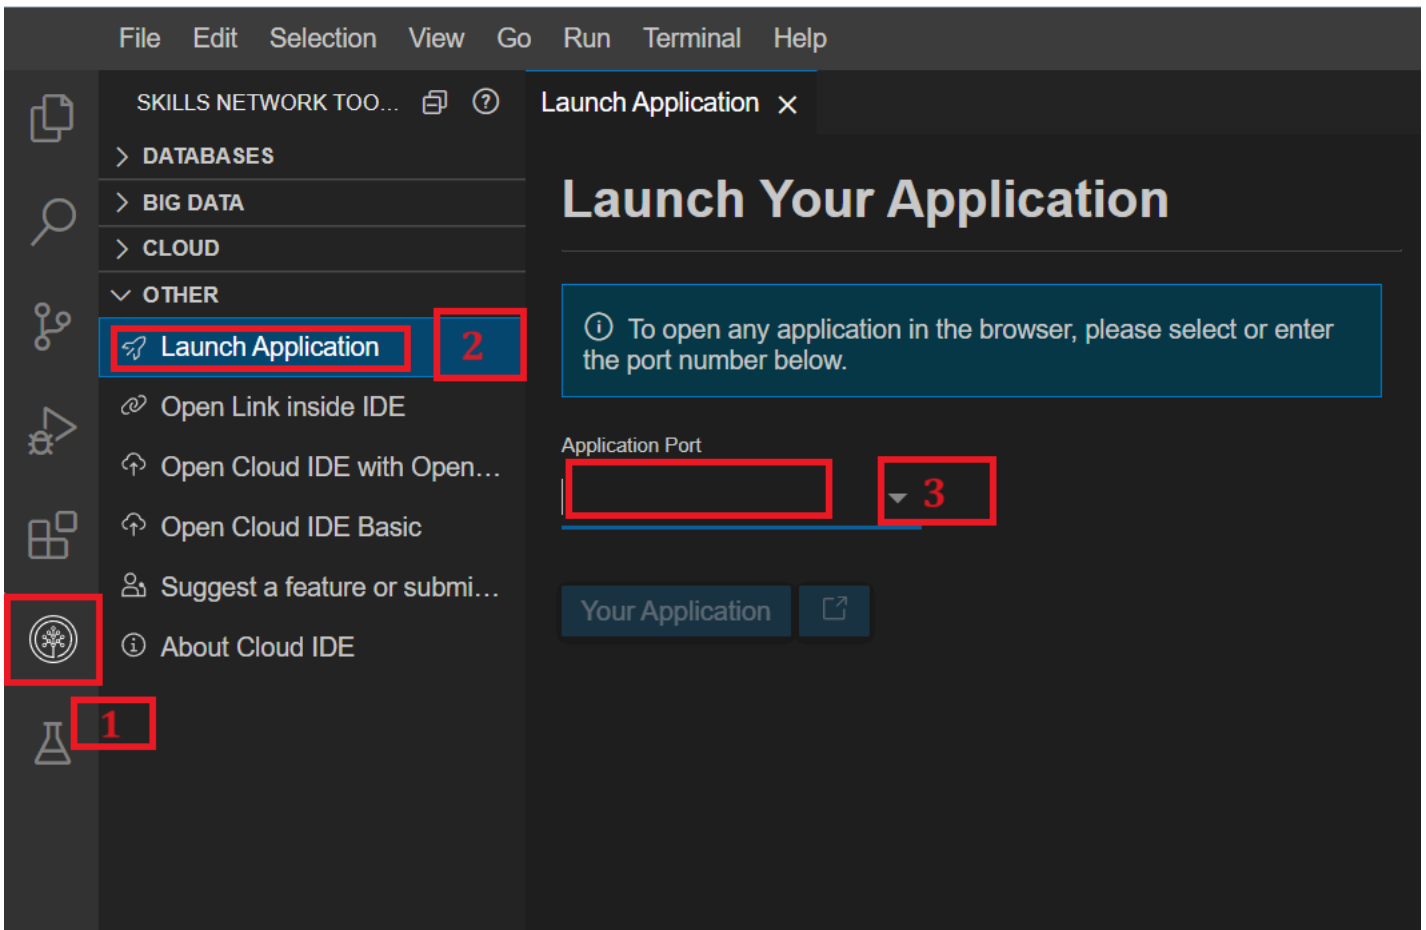 File Edit Selection View Go Run Terminal Help
SKILLS NETWORK TOO...
DATABASES
BIG DATA
CLOUD
OTHER
Launch Application 2
Open Link inside IDE
Open Cloud IDE with Open...
Open Cloud IDE Basic
Suggest a feature or submi...
About Cloud IDE
1
Launch Application
Launch Your Application
To open any application in the browser, please select or enter
the port number below.
Application Port
3
Your Application